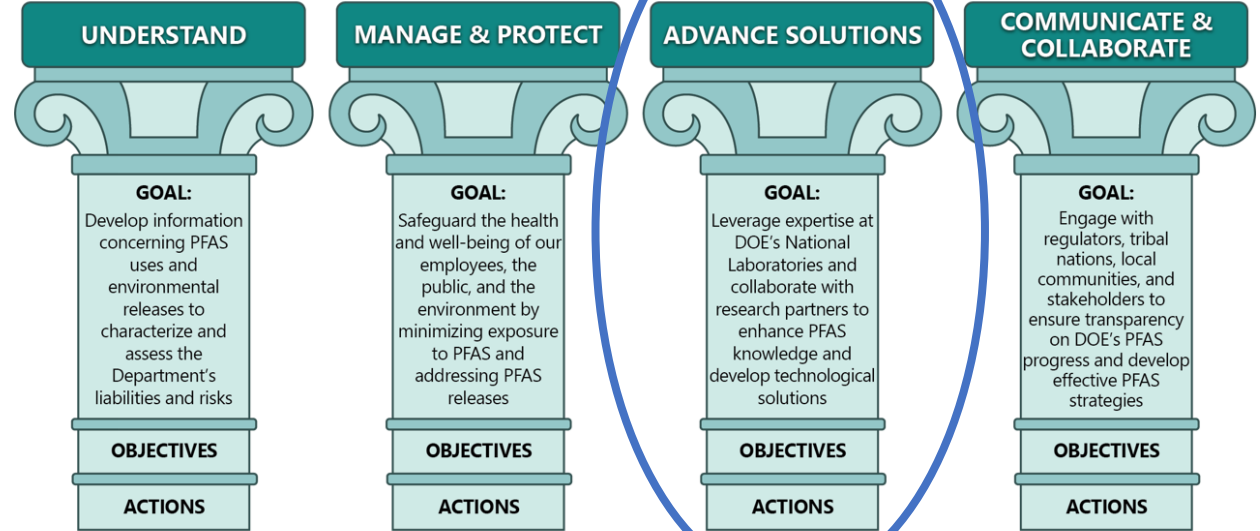 UNDERSTAND
GOAL:
Develop information
concerning PFAS
uses and
environmental
releases to
characterize and
assess the
Department's
liabilities and risks
OBJECTIVES
ACTIONS
MANAGE & PROTECT
GOAL:
Safeguard the health
and well-being of our
employees, the
public, and the
environment by
minimizing exposure
to PFAS and
addressing PFAS
releases
OBJECTIVES
ACTIONS
ADVANCE SOLUTIONS
GOAL:
Leverage expertise at
DOE's National
Laboratories and
collaborate with
research partners to
enhance PFAS
knowledge and
develop technological
solutions
OBJECTIVES
ACTIONS
COMMUNICATE &
COLLABORATE
GOAL:
Engage with
regulators, tribal
nations, local
communities, and
stakeholders to
ensure transparency
on DOE's PFAS
progress and develop
effective PFAS
strategies
OBJECTIVES
ACTIONS